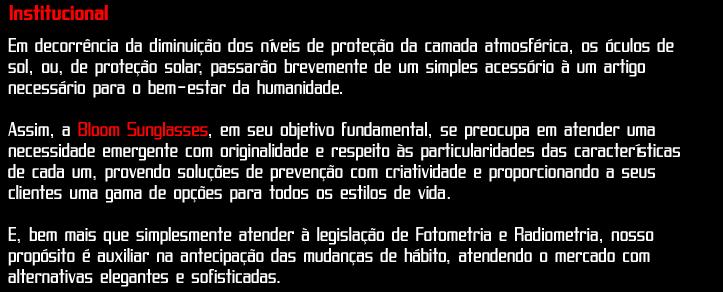 Institucional
Em decorrência da diminuição dos níveis de proteção da camada atmosférica, os óculos de
sol, ou, de proteção solar, passarão brevemente de um simples acessório à um artigo
necessário para o bem-estar da humanidade.
Assim, a Bloom Sunglasses, em seu objetivo fundamental, se preocupa em atender uma
necessidade emergente com originalidade e respeito às particularidades das características
de cada um, provendo soluções de prevenção com criatividade e proporcionando a seus
clientes uma gama de opções para todos os estilos de vida.
E, bem mais que simplesmente atender à legislação de Fotometria e Radiometria, nosso
propósito é auxiliar na antecipação das mudanças de hábito, atendendo o mercado com
alternativas elegantes e sofisticadas.